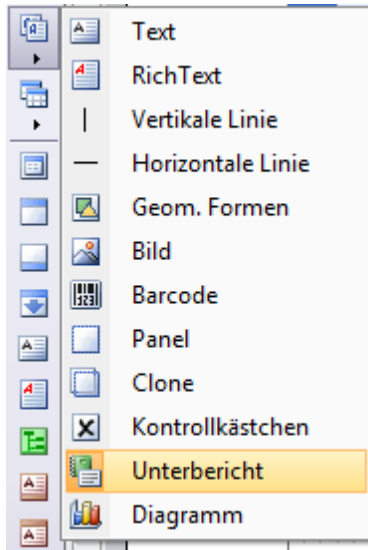 Text
RichText
Vertikale Linie
Horizontale Linie
Geom. Formen
Bild
Barcode
Panel
Clone
Kontrollkästchen
Unterbericht
Diagramm